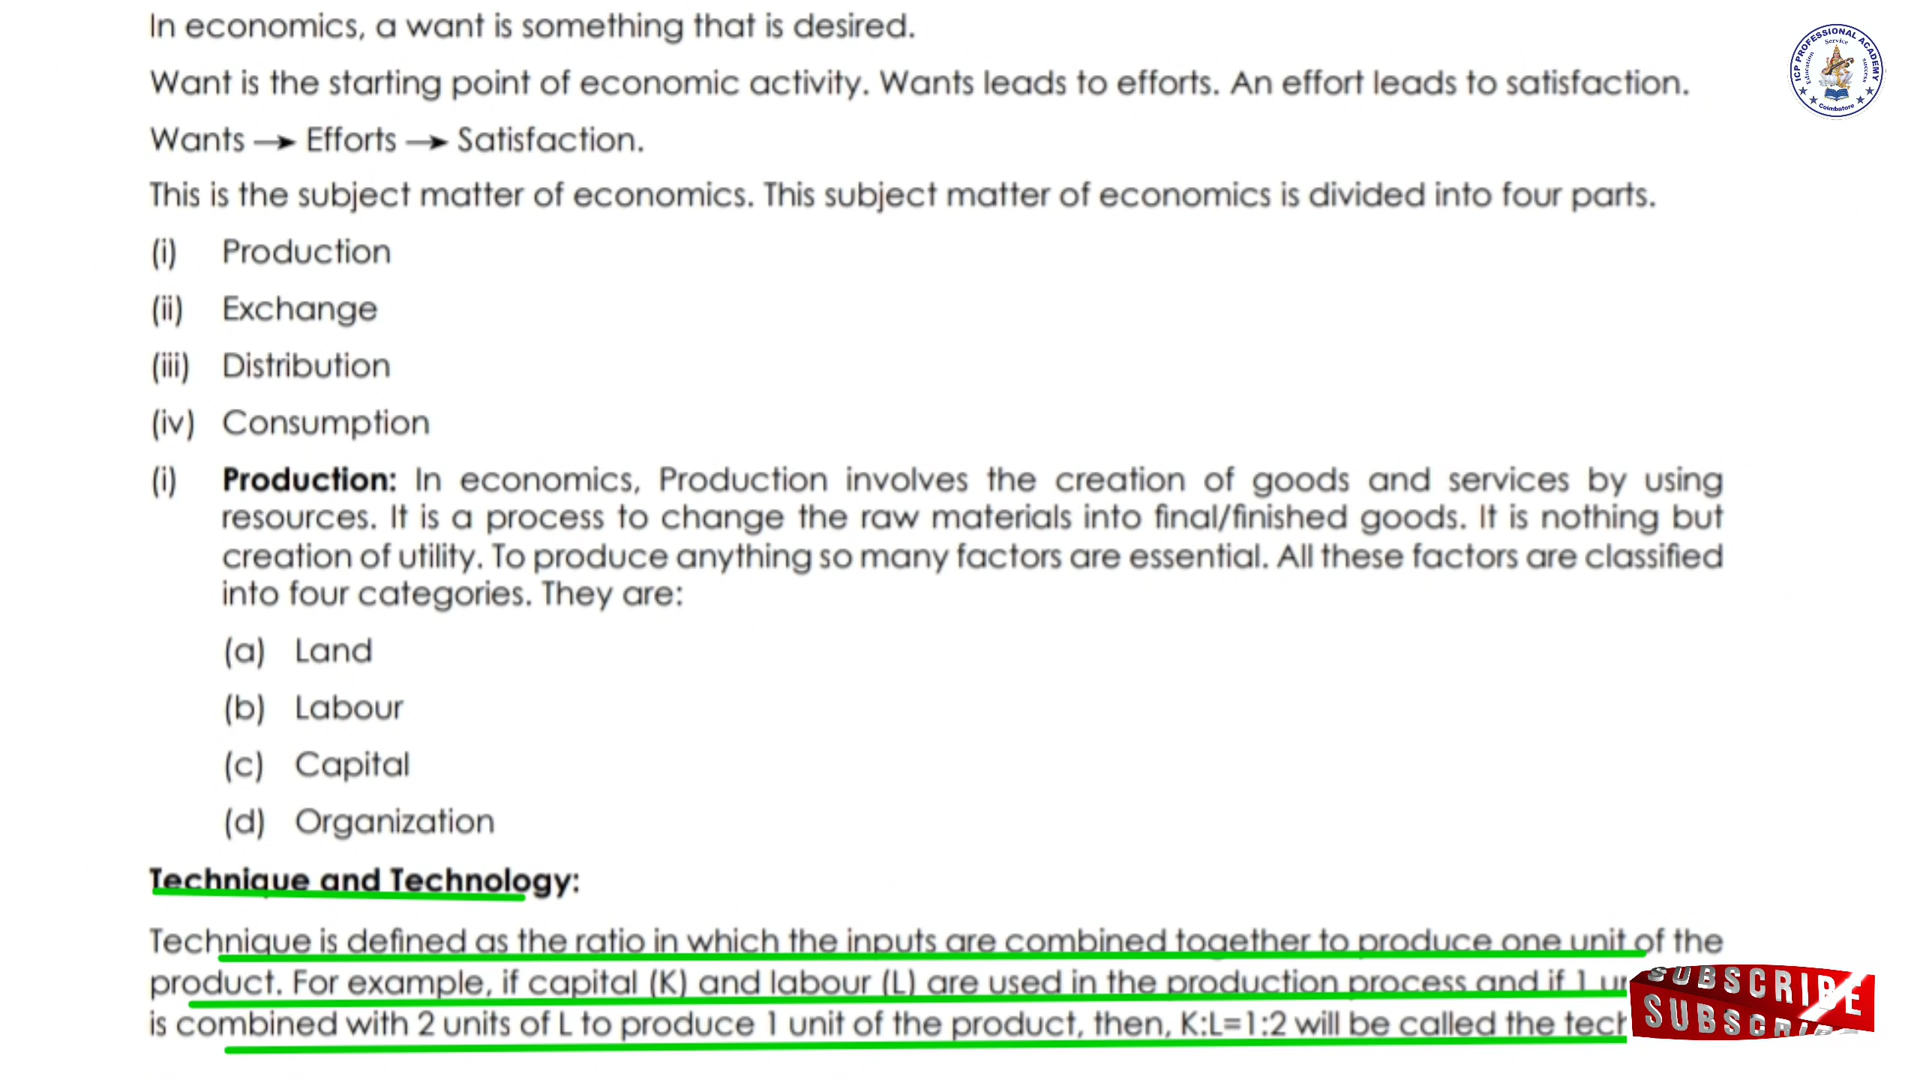 In economics, a want is something that is desired.
Want is the starting point of economic activity. Wants leads to efforts. An effort leads to satisfaction.
Wants → Efforts → Satisfaction.
This is the subject matter of economics. This subject matter of economics is divided into four parts.
(i) Production
(ii) Exchange
(iii) Distribution
(iv) Consumption
(i) Production: In economics, Production involves the creation of goods and services by using
resources. It is a process to change the raw materials into final/finished goods. It is nothing but
creation of utility. To produce anything so many factors are essential. All these factors are classified
into four categories. They are:
(a) Land
(b) Labour
(c) Capital
(d) Organization
Technique and Technology:
Technique is defined as the ratio in which the inputs are combined together to produce one unit of the
product. For example, if capital (K) and labour (L) are used in the production process and if 1
is combined with 2 units of L to produce 1 unit of the product, then, K:L=1:2 will be called the
ICP PROFESSIONAL ACADEMY
Service
Education
Success
Coimbatore
SUBSCRIBE